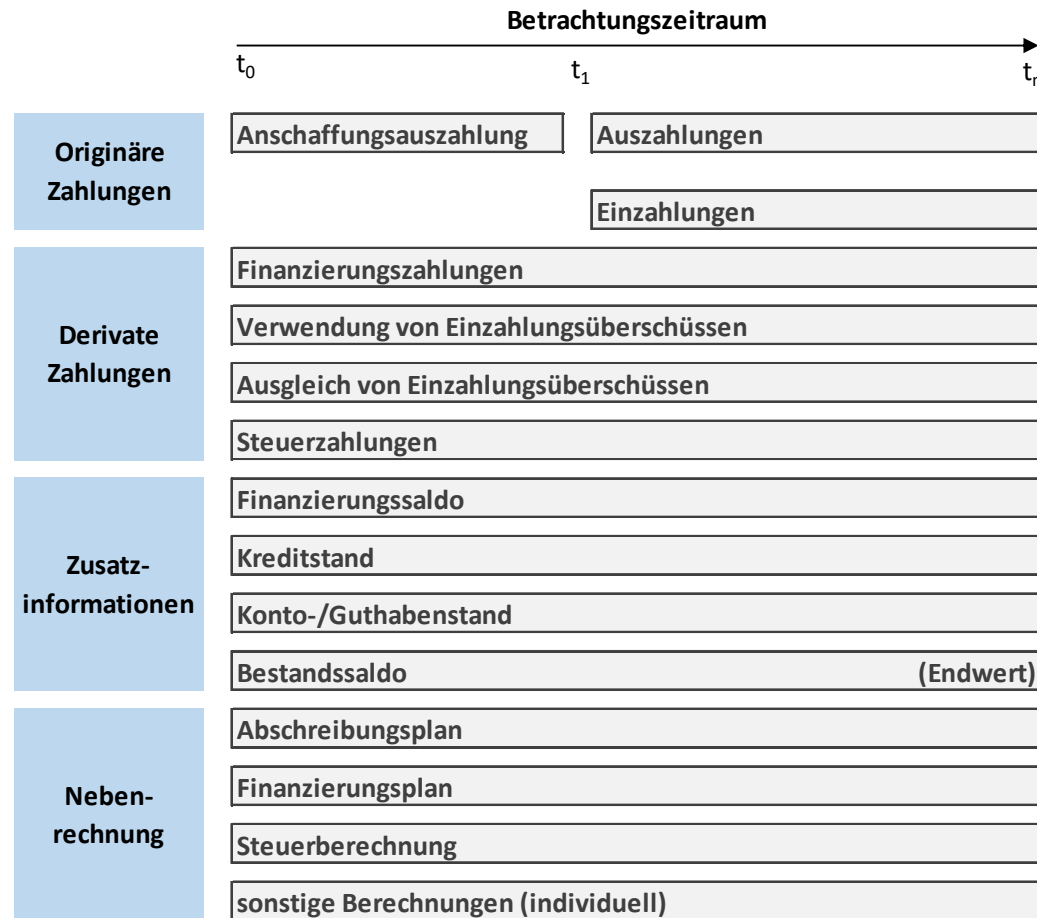 Betrachtungszeitraum
t0 t1 tn
Originäre
Zahlungen
Anschaffungsauszahlung
Auszahlungen
Einzahlungen
Derivate
Zahlungen
Finanzierungszahlungen
Verwendung von Einzahlungsüberschüssen
Ausgleich von Einzahlungsüberschüssen
Steuerzahlungen
Zusatz-
informationen
Finanzierungssaldo
Kreditstand
Konto-/Guthabenstand
Bestandssaldo (Endwert)
Neben-
rechnung
Abschreibungsplan
Finanzierungsplan
Steuerberechnung
sonstige Berechnungen (individuell)